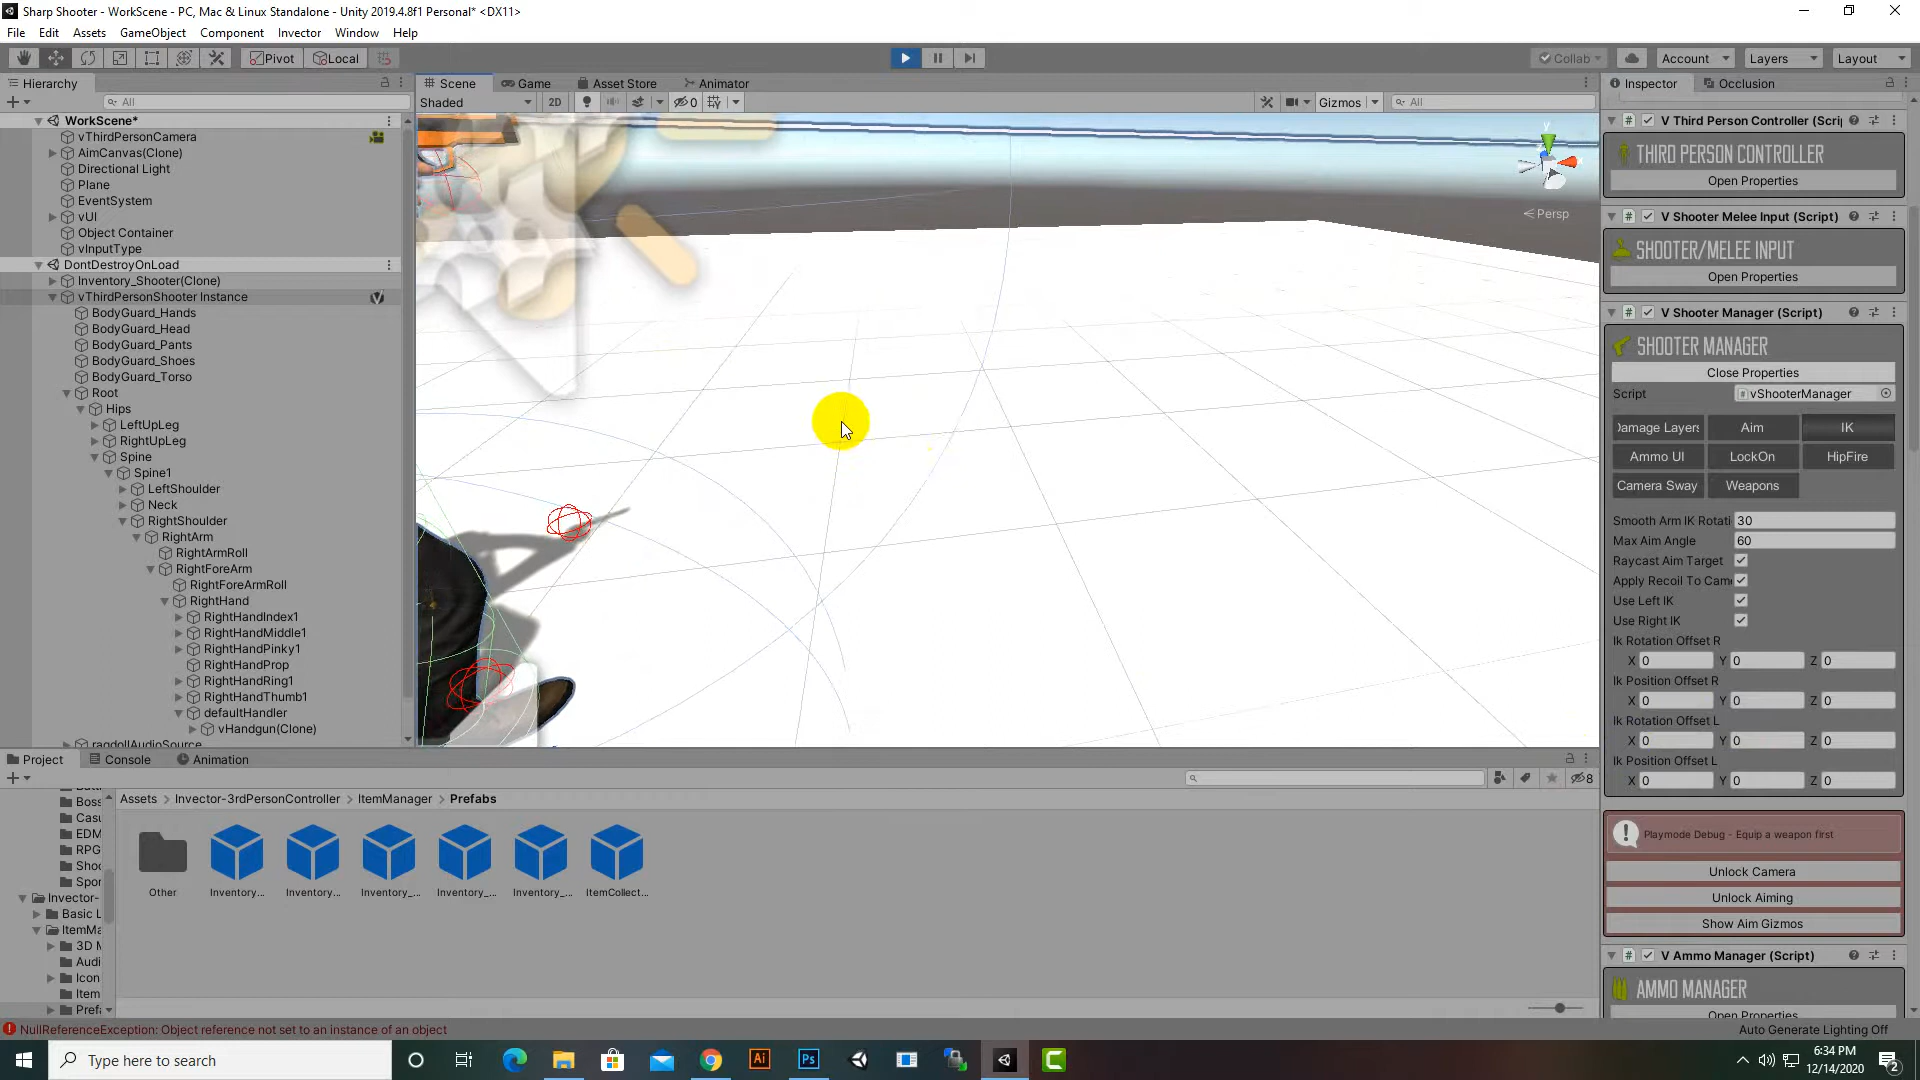 Sharp Shooter - WorkScene - PC, Mac & Linux Standalone - Unity 2019.4.8f1 Personal* <DX11>
File Edit Assets GameObject Component Invector Window Help
Pivot Local Collab Account Layers Layout
Hierarchy Scene Game Asset Store Animator Inspector Occlusion
All
Shaded 2D 0 Gizmos All
WorkScene*
vThirdPersonCamera
AimCanvas(Clone)
Directional Light
Plane
EventSystem
vUI
Object Container
vInputType
DontDestroyOnLoad
Inventory_Shooter(Clone)
vThirdPersonShooter Instance
BodyGuard_Hands
BodyGuard_Head
BodyGuard_Pants
BodyGuard_Shoes
BodyGuard_Torso
Root
Hips
LeftUpLeg
RightUpLeg
Spine
Spine1
LeftShoulder
Neck
RightShoulder
RightArm
RightArmRoll
RightForeArm
RightForeArmRoll
RightHand
RightHandIndex1
RightHandMiddle1
RightHandPinky1
RightHandProp
RightHandRing1
RightHandThumb1
defaultHandler
vHandgun(Clone)
ragdollAudioSource
y
Persp
V Third Person Controller (Scrip
THIRD PERSON CONTROLLER
Open Properties
V Shooter Melee Input (Script)
SHOOTER/MELEE INPUT
Open Properties
V Shooter Manager (Script)
SHOOTER MANAGER
Close Properties
Script vShooterManager
Damage Layers Aim IK
Ammo UI LockOn HipFire
Camera Sway Weapons
Smooth Arm IK Rotati 30
Max Aim Angle 60
Raycast Aim Target
Apply Recoil To Cam
Use Left IK
Use Right IK
Ik Rotation Offset R
X 0 Y 0 Z 0
Ik Position Offset R
X 0 Y 0 Z 0
Ik Rotation Offset L
X 0 Y 0 Z 0
Ik Position Offset L
X 0 Y 0 Z 0
Playmode Debug - Equip a weapon first
Unlock Camera
Unlock Aiming
Show Aim Gizmos
V Ammo Manager (Script)
AMMO MANAGER
Open Properties
Project Console Animation
8
Boss
Casu
EDM
RPG
Shoo
Spor
Invector-
Basic L
ItemMa
3D M
Audi
Icon
Item
Prefa
Assets Invector-3rdPersonController ItemManager Prefabs
Other Inventory... Inventory... Inventory_... Inventory_... Inventory_... ItemCollect...
NullReferenceException: Object reference not set to an instance of an object
Auto Generate Lighting Off
Type here to search
Ai Ps C
6:34 PM
12/14/2020
2